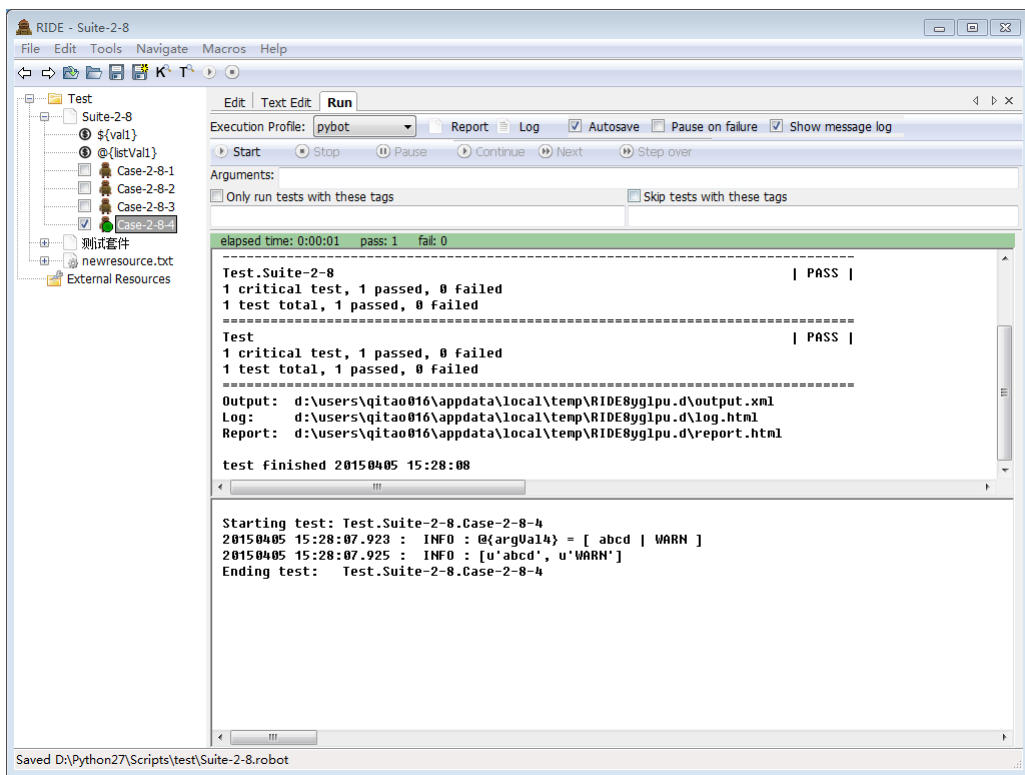 RIDE - Suite-2-8
File Edit Tools Navigate Macros Help
Test
Suite-2-8
${val1}
@{listVal1}
Case-2-8-1
Case-2-8-2
Case-2-8-3
Case-2-8-4
测试套件
newresource.txt
External Resources
Edit Text Edit Run
Execution Profile: pybot Report Log Autosave Pause on failure Show message log
Start Stop Pause Continue Next Step over
Arguments:
Only run tests with these tags Skip tests with these tags
elapsed time: 0:00:01 pass: 1 fail: 0
------------------------------------------------------------------------------
Test.Suite-2-8 | PASS |
1 critical test, 1 passed, 0 failed
1 test total, 1 passed, 0 failed
==============================================================================
Test | PASS |
1 critical test, 1 passed, 0 failed
1 test total, 1 passed, 0 failed
==============================================================================
Output: d:\users\qitao016\appdata\local\temp\RIDE8yglpu.d\output.xml
Log: d:\users\qitao016\appdata\local\temp\RIDE8yglpu.d\log.html
Report: d:\users\qitao016\appdata\local\temp\RIDE8yglpu.d\report.html
test finished 20150405 15:28:08
Starting test: Test.Suite-2-8.Case-2-8-4
20150405 15:28:07.923 : INFO : @{argVal4} = [ abcd | WARN ]
20150405 15:28:07.925 : INFO : [u'abcd', u'WARN']
Ending test: Test.Suite-2-8.Case-2-8-4
Saved D:\Python27\Scripts\test\Suite-2-8.robot